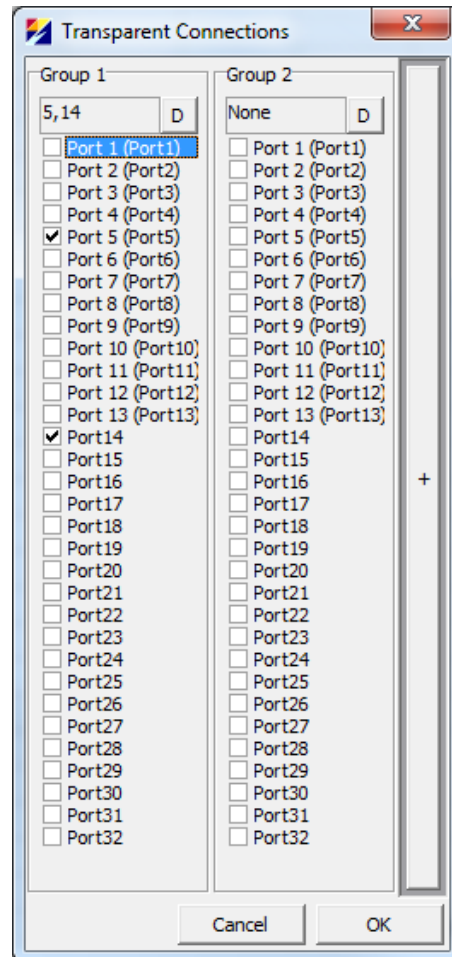 Transparent Connections
X
Group 1
5,14
D
Port 1 (Port1)
Port 2 (Port2)
Port 3 (Port3)
Port 4 (Port4)
Port 5 (Port5)
Port 6 (Port6)
Port 7 (Port7)
Port 8 (Port8)
Port 9 (Port9)
Port 10 (Port10)
Port 11 (Port11)
Port 12 (Port12)
Port 13 (Port13)
Port14
Port15
Port16
Port17
Port18
Port19
Port20
Port21
Port22
Port23
Port24
Port25
Port26
Port27
Port28
Port29
Port30
Port31
Port32
Group 2
None
D
Port 1 (Port1)
Port 2 (Port2)
Port 3 (Port3)
Port 4 (Port4)
Port 5 (Port5)
Port 6 (Port6)
Port 7 (Port7)
Port 8 (Port8)
Port 9 (Port9)
Port 10 (Port10)
Port 11 (Port11)
Port 12 (Port12)
Port 13 (Port13)
Port14
Port15
Port16
Port17
Port18
Port19
Port20
Port21
Port22
Port23
Port24
Port25
Port26
Port27
Port28
Port29
Port30
Port31
Port32
+
Cancel
OK